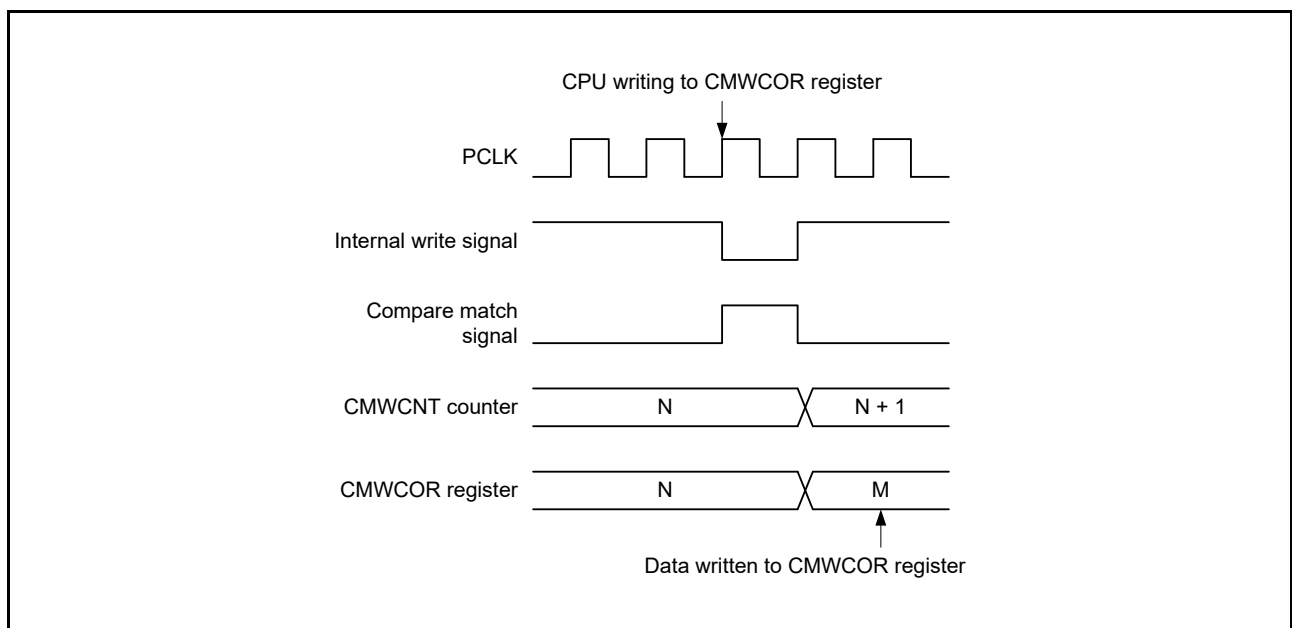 CPU writing to CMWCOR register
PCLK
Internal write signal
Compare match
signal
CMWCNT counter
N
N + 1
CMWCOR register
N
M
Data written to CMWCOR register